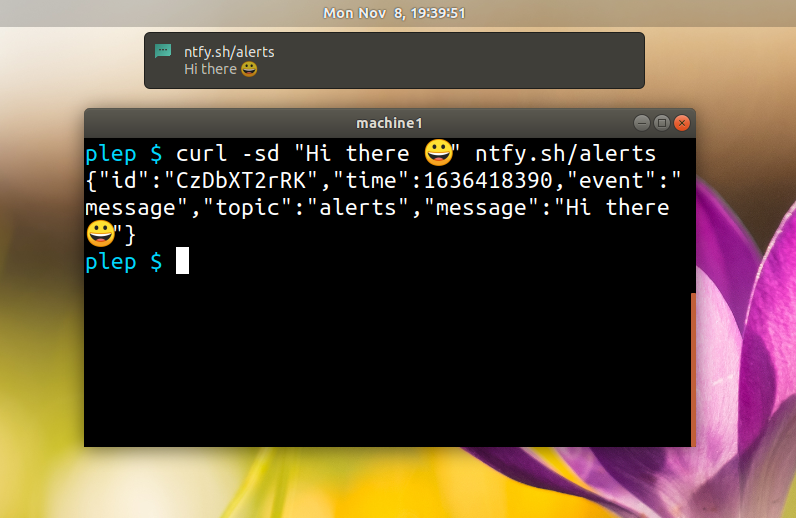 Mon Nov  8, 19:39:51
ntfy.sh/alerts
Hi there 😀
machine1
plep $ curl -sd "Hi there 😀" ntfy.sh/alerts
{"id":"CzDbXT2rRK","time":1636418390,"event":"
message","topic":"alerts","message":"Hi there
😀"}
plep $